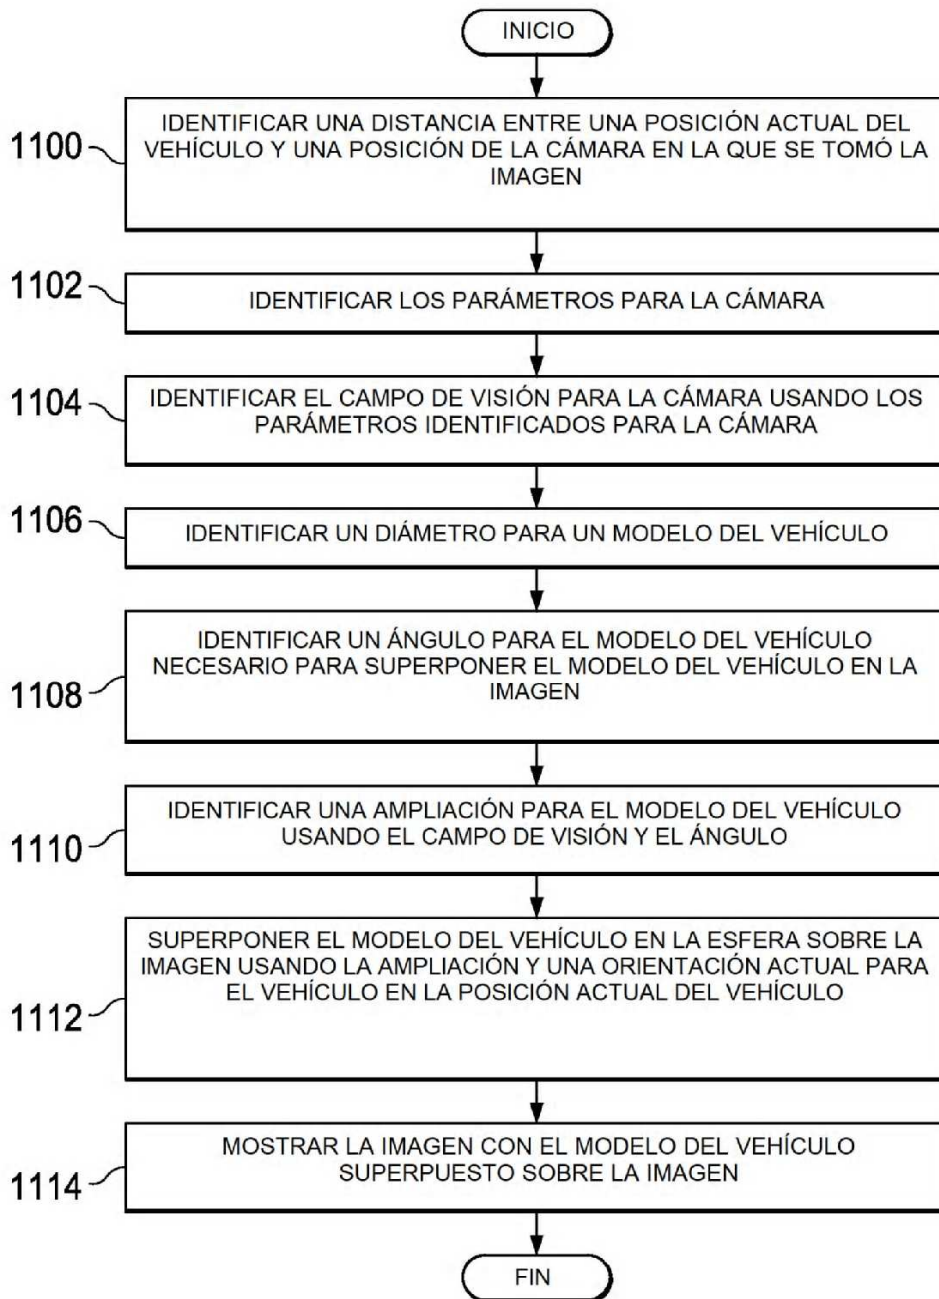 INICIO
1100
IDENTIFICAR UNA DISTANCIA ENTRE UNA POSICIÓN ACTUAL DEL
VEHÍCULO Y UNA POSICIÓN DE LA CÁMARA EN LA QUE SE TOMÓ LA
IMAGEN
1102
IDENTIFICAR LOS PARÁMETROS PARA LA CÁMARA
1104
IDENTIFICAR EL CAMPO DE VISIÓN PARA LA CÁMARA USANDO LOS
PARÁMETROS IDENTIFICADOS PARA LA CÁMARA
1106
IDENTIFICAR UN DIÁMETRO PARA UN MODELO DEL VEHÍCULO
1108
IDENTIFICAR UN ÁNGULO PARA EL MODELO DEL VEHÍCULO
NECESARIO PARA SUPERPONER EL MODELO DEL VEHÍCULO EN LA
IMAGEN
1110
IDENTIFICAR UNA AMPLIACIÓN PARA EL MODELO DEL VEHÍCULO
USANDO EL CAMPO DE VISIÓN Y EL ÁNGULO
1112
SUPERPONER EL MODELO DEL VEHÍCULO EN LA ESFERA SOBRE LA
IMAGEN USANDO LA AMPLIACIÓN Y UNA ORIENTACIÓN ACTUAL PARA
EL VEHÍCULO EN LA POSICIÓN ACTUAL DEL VEHÍCULO
1114
MOSTRAR LA IMAGEN CON EL MODELO DEL VEHÍCULO
SUPERPUESTO SOBRE LA IMAGEN
FIN